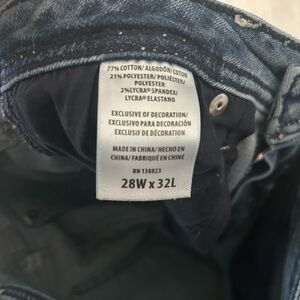 77% COTTON/ALGODÓN/COTON
21% POLYESTER/POLIÉSTER/
POLYESTER
2%LYCRA® SPANDEX/
LYCRA® ELASTANO
EXCLUSIVE OF DECORATION/
EXCLUSIVO PARA DECORACIÓN
EXCLUSIF DE DÉCORATION
MADE IN CHINA/ HECHO EN
CHINA/ FABRIQUÉ EN CHINE
RN 138823
28W x 32L